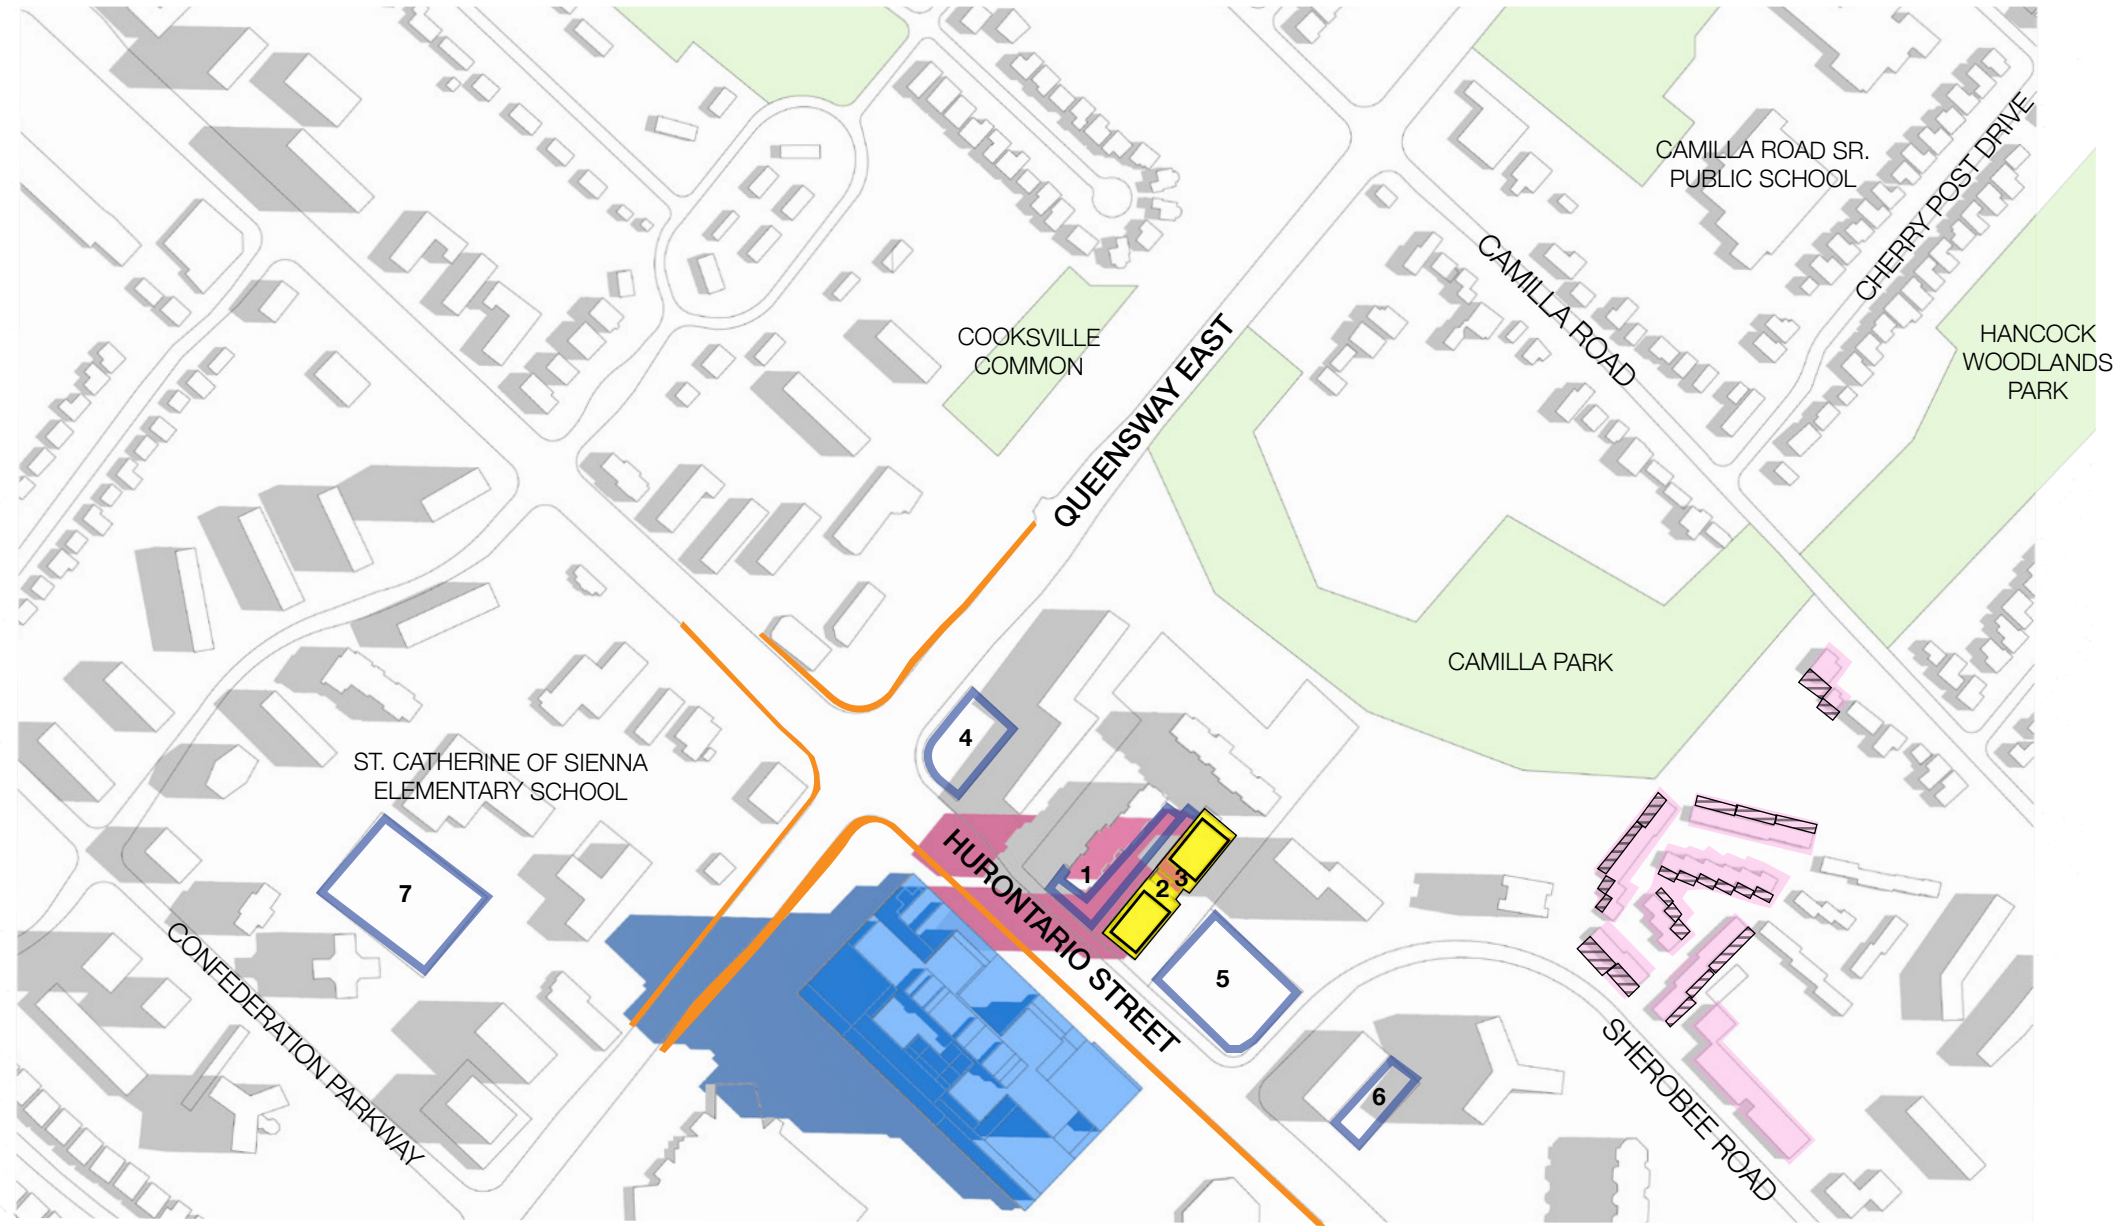 CAMILLA ROAD SR.
PUBLIC SCHOOL
CHERRY POST DRIVE
CAMILLA ROAD
HANCOCK
WOODLANDS
PARK
COOKSVILLE
COMMON
QUEENSWAY EAST
CAMILLA PARK
4
ST. CATHERINE OF SIENNA
ELEMENTARY SCHOOL
7
HURONTARIO STREET
1
2
3
5
6
CONFEDERATION PARKWAY
SHEROBEE ROAD